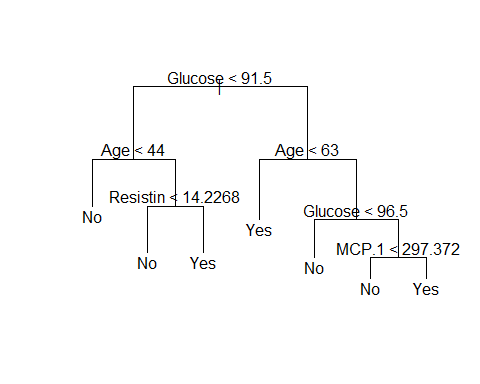 Glucose < 91.5
Age < 44
Age < 63
Resistin < 14.2268
No
Glucose < 96.5
Yes
MCP.1 < 297.372
No
Yes
No
No
Yes